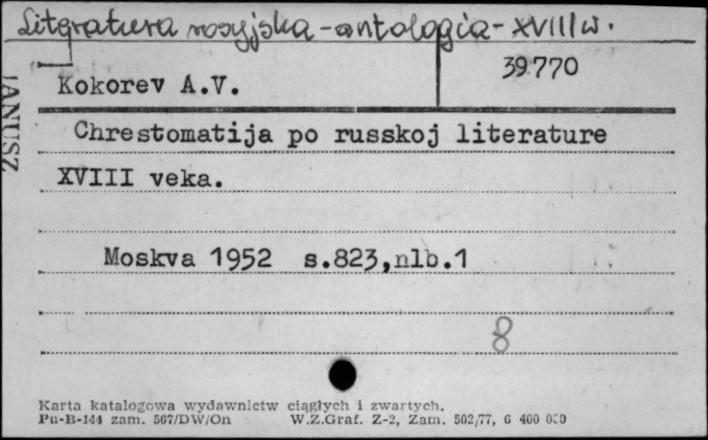 Literatura rosyjska - antologia - XVIII w.
39770
Kokorev A.V.
JANUSZ
Chrestomatija po russkoj literature
XVIII veka.
Moskva 1952 s.823,nlb.1
8
Karta katalogowa wydawnictw ciągłych i zwartych.
Pu-B-144 zam. 567/DW/On W.Z.Graf. Z-2, Zam. 502/77, 6 400 000